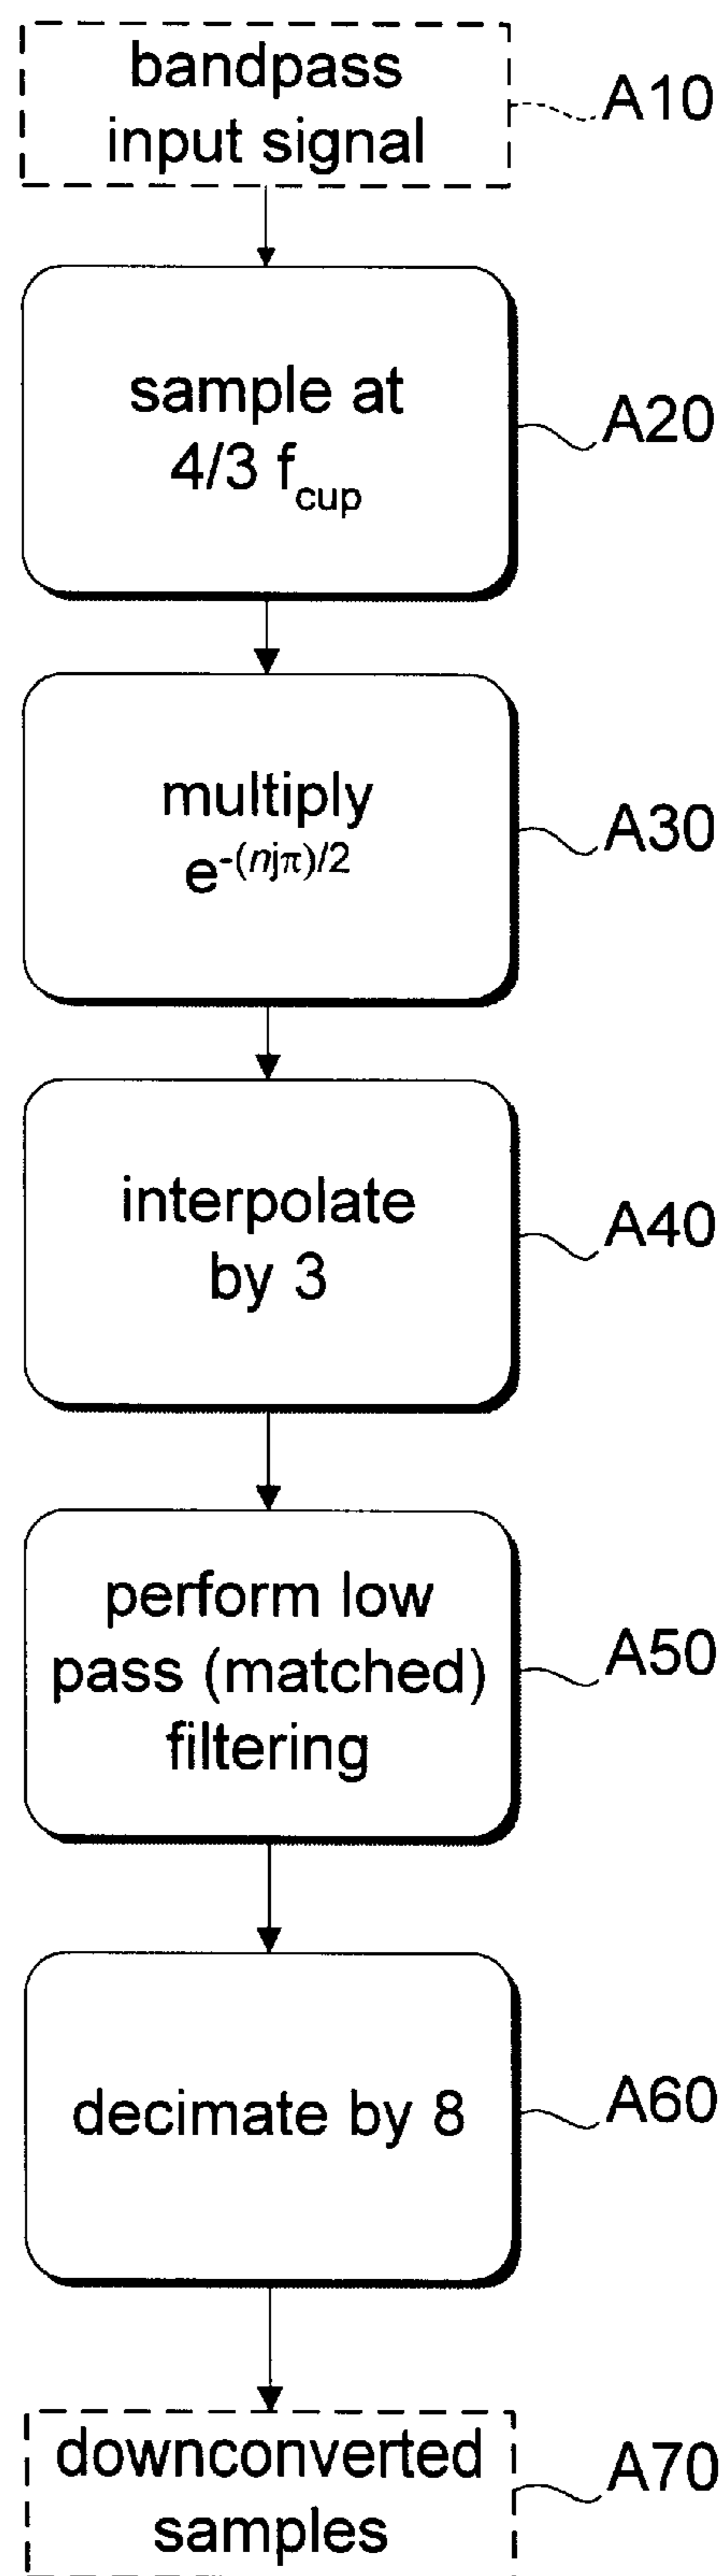 bandpass
input signal
A10
sample at
4/3 f_cup
A20
multiply
e^-(njπ)/2
A30
interpolate
by 3
A40
perform low
pass (matched)
filtering
A50
decimate by 8
A60
downconverted
samples
A70